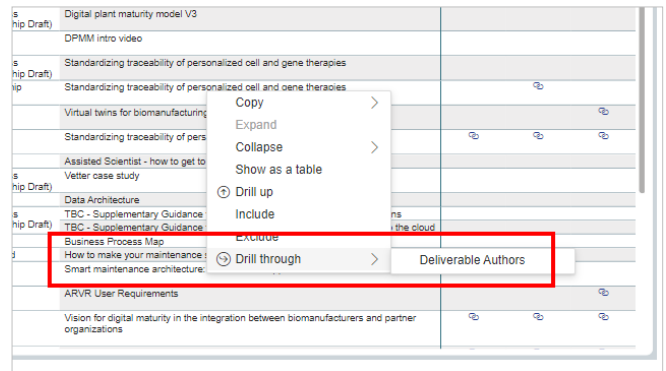 s Digital plant maturity model V3
hip Draft)
DPMM intro video
s Standardizing traceability of personalized cell and gene therapies
hip Draft)
ip Standardizing traceability of personalized cell and gene therapies
Copy
Virtual twins for biomanufacturing
Expand
Standardizing traceability of pers
Collapse
Assisted Scientist - how to get to
Show as a table
s Vetter case study
hip Draft)
Drill up
Data Architecture
s TBC - Supplementary Guidance
Include
ns
hip Draft) TBC - Supplementary Guidance
the cloud
Exclude
Business Process Map
d How to make your maintenance s
Drill through
Deliverable Authors
Smart maintenance architecture:
ARVR User Requirements
Vision for digital maturity in the integration between biomanufacturers and partner
organizations